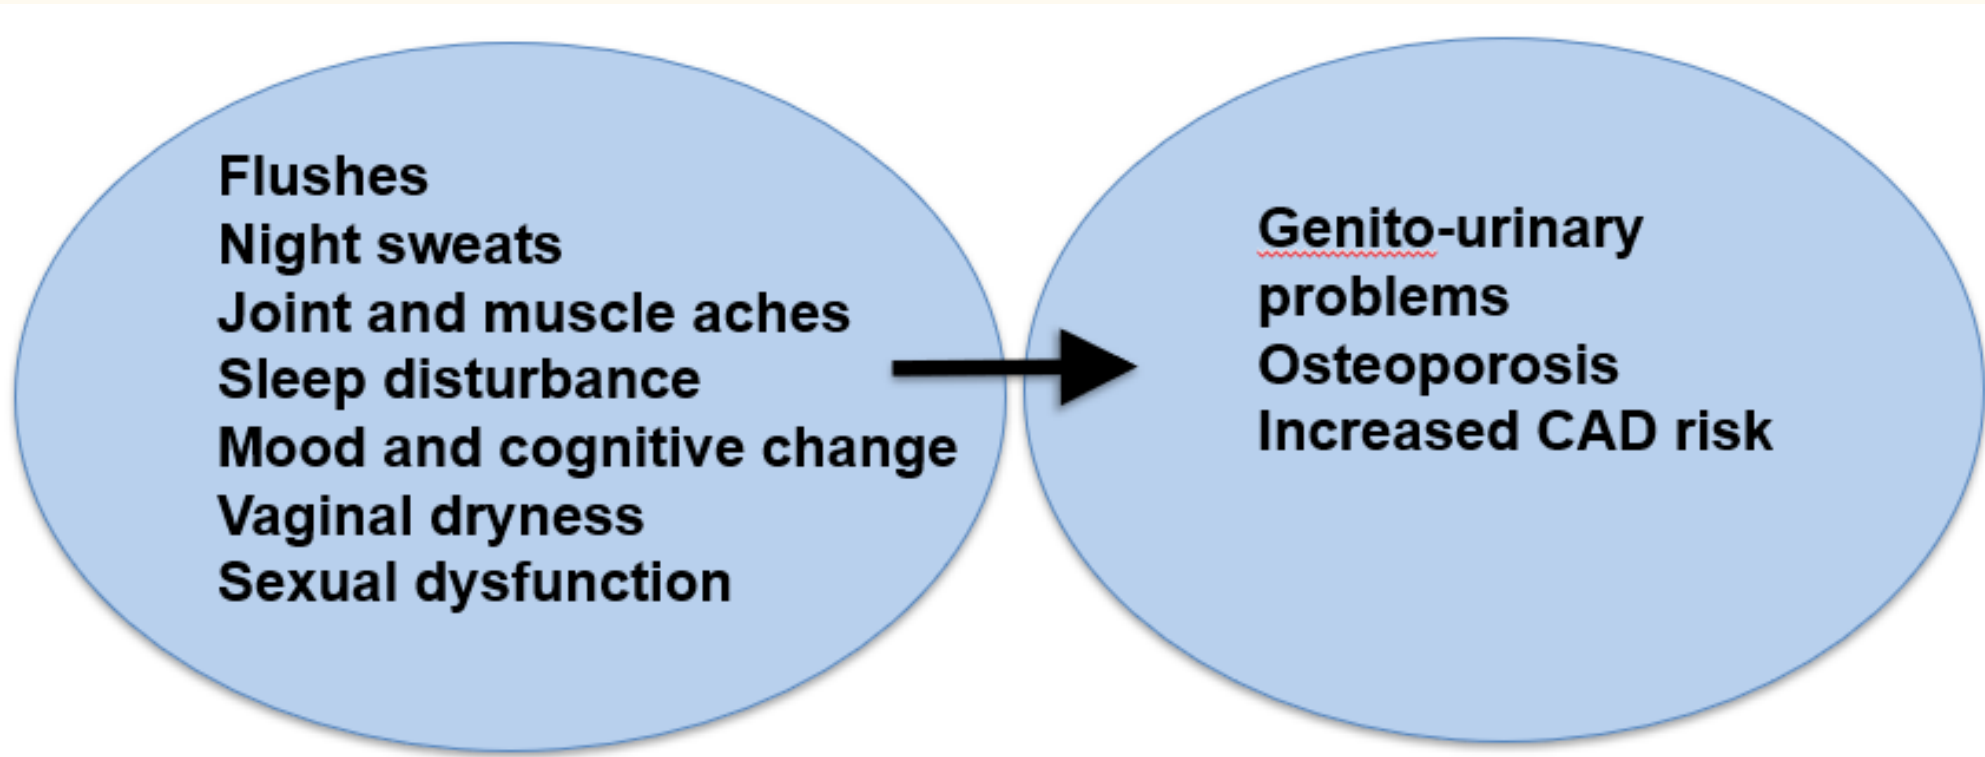 Flushes
Night sweats
Joint and muscle aches
Sleep disturbance
Mood and cognitive change
Vaginal dryness
Sexual dysfunction
Genito-urinary
problems
Osteoporosis
Increased CAD risk